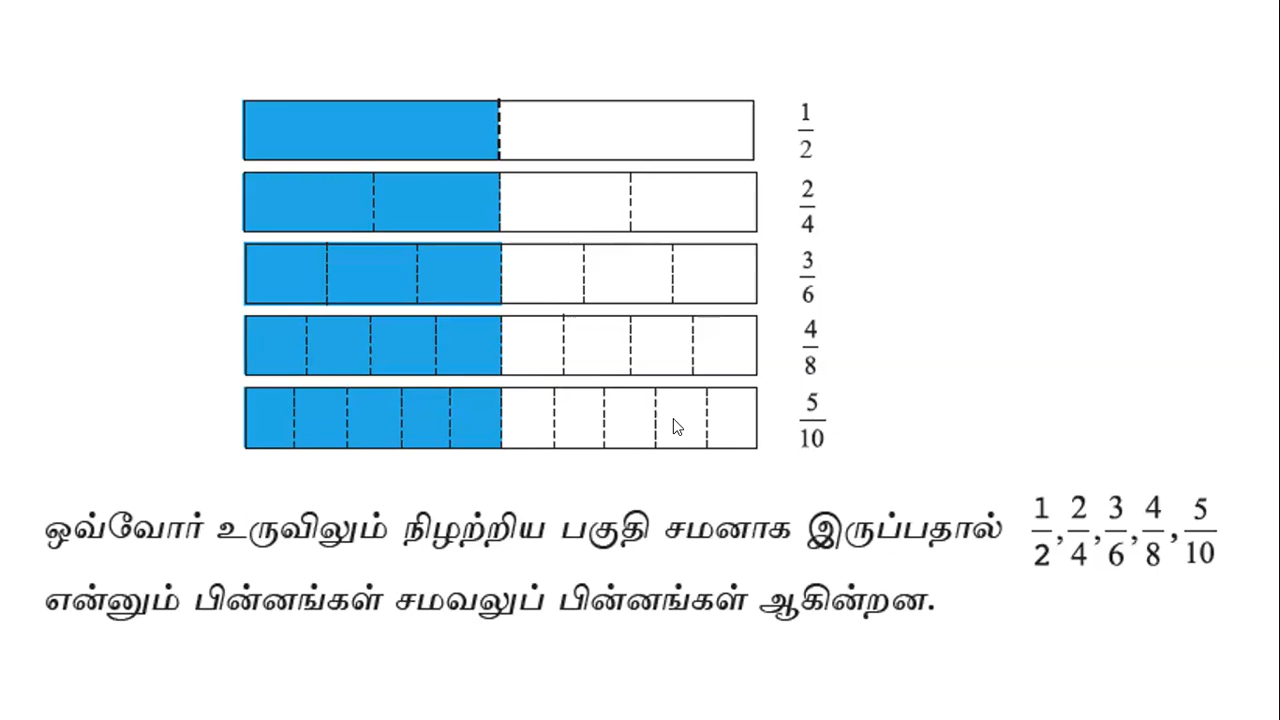 1/2
2/4
3/6
4/8
5/10
ஒவ்வோர் உருவிலும் நிழற்றிய பகுதி சமனாக இருப்பதால் 1/2, 2/4, 3/6, 4/8, 5/10
என்னும் பின்னங்கள் சமவலுப் பின்னங்கள் ஆகின்றன.